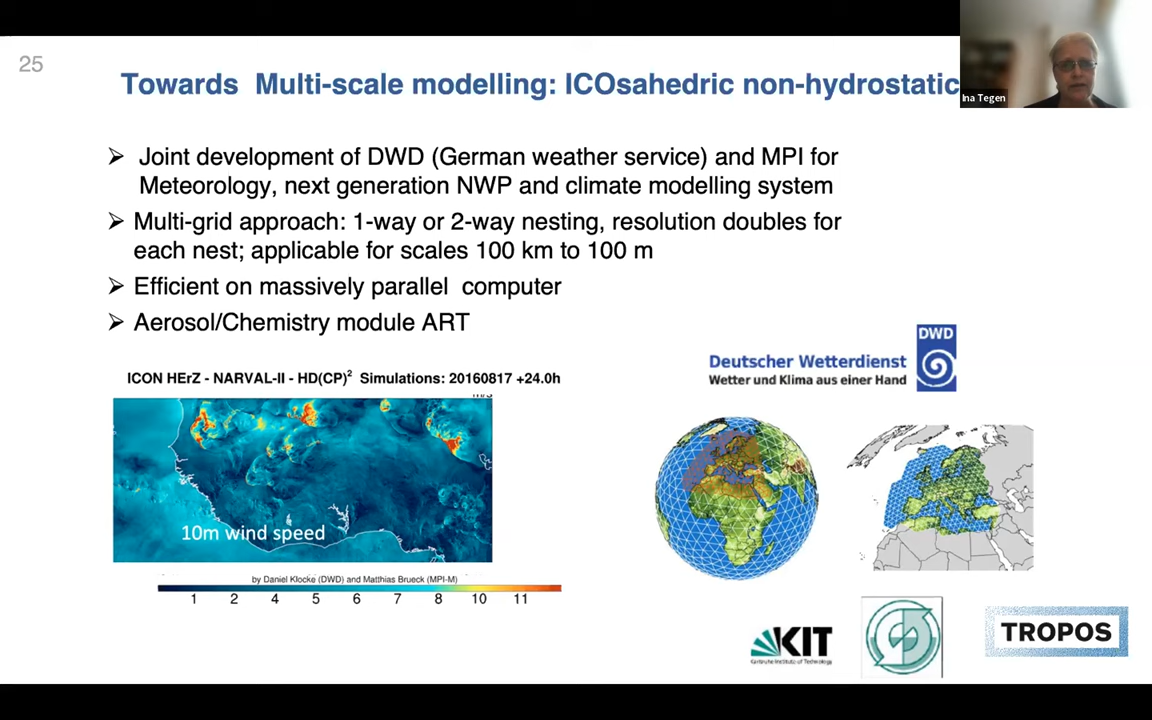 25
Towards Multi-scale modelling: ICOsahedric non-hydrostatic
Ina Tegen
➢ Joint development of DWD (German weather service) and MPI for
Meteorology, next generation NWP and climate modelling system
➢ Multi-grid approach: 1-way or 2-way nesting, resolution doubles for
each nest; applicable for scales 100 km to 100 m
➢ Efficient on massively parallel computer
➢ Aerosol/Chemistry module ART
ICON HErZ - NARVAL-II - HD(CP)² Simulations: 20160817 +24.0h
10m wind speed
by Daniel Klocke (DWD) and Matthias Brueck (MPI-M)
1 2 4 5 6 7 8 10 11
DWD
Deutscher Wetterdienst
Wetter und Klima aus einer Hand
KIT
Karlsruhe Institute of Technology
TROPOS